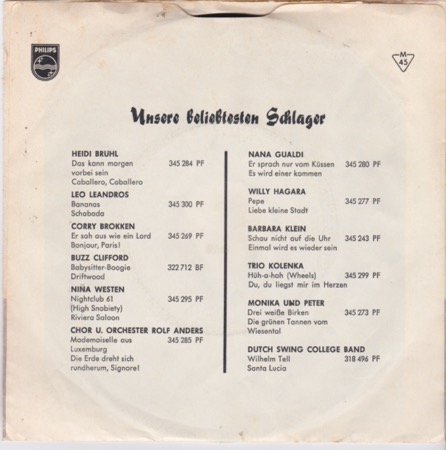 PHILIPS
M
45
Unsere beliebtesten Schlager
HEIDI BRUHL
Das kann morgen 345 284 PF
vorbei sein
Caballero, Caballero
LEO LEANDROS
Bananas 345 300 PF
Schabada
CORRY BROKKEN
Er sah aus wie ein Lord 345 269 PF
Bonjour, Paris!
BUZZ CLIFFORD
Babysitter-Boogie 322 712 BF
Driftwood
NINA WESTEN
Nightclub 61 345 295 PF
(High Snobiety)
Riviera Saloon
CHOR U. ORCHESTER ROLF ANDERS
Mademoiselle aus 345 285 PF
Luxemburg
Die Erde dreht sich
rundherum, Signore!
NANA GUALDI
Er sprach nur vom Küssen 345 280 PF
Es wird einer kommen
WILLY HAGARA
Pepe 345 277 PF
Liebe kleine Stadt
BARBARA KLEIN
Schau nicht auf die Uhr 345 243 PF
Einmal wird es wieder sein
TRIO KOLENKA
Hüh-a-hoh (Wheels) 345 299 PF
Du, du liegst mir im Herzen
MONIKA UND PETER
Drei weiße Birken 345 273 PF
Die grünen Tannen vom
Wiesental
DUTCH SWING COLLEGE BAND
Wilhelm Tell 318 496 PF
Santa Lucia